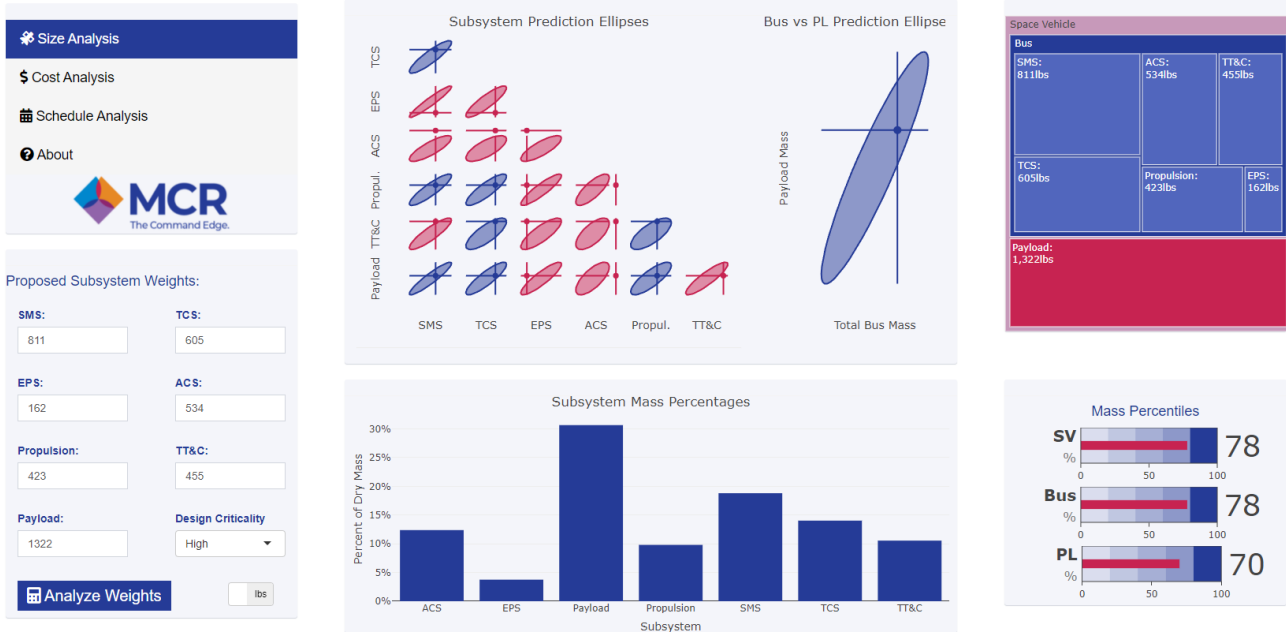 Size Analysis
$ Cost Analysis
Schedule Analysis
About
MCR
The Command Edge.
Proposed Subsystem Weights:
SMS: TCS:
811 605
EPS: ACS:
162 534
Propulsion: TT&C:
423 455
Payload: Design Criticality
1322 High
Analyze Weights lbs
Subsystem Prediction Ellipses
TCS
EPS
ACS
Propul.
TT&C
Payload
SMS TCS EPS ACS Propul. TT&C
Bus vs PL Prediction Ellipse
Payload Mass
Total Bus Mass
Space Vehicle
Bus
SMS:
811lbs
ACS:
534lbs
TT&C:
455lbs
TCS:
605lbs
Propulsion:
423lbs
EPS:
162lbs
Payload:
1,322lbs
Subsystem Mass Percentages
Percent of Dry Mass
30%
25%
20%
15%
10%
5%
0%
ACS EPS Payload Propulsion SMS TCS TT&C
Subsystem
Mass Percentiles
SV
%
78
0 50 100
Bus
%
78
0 50 100
PL
%
70
0 50 100